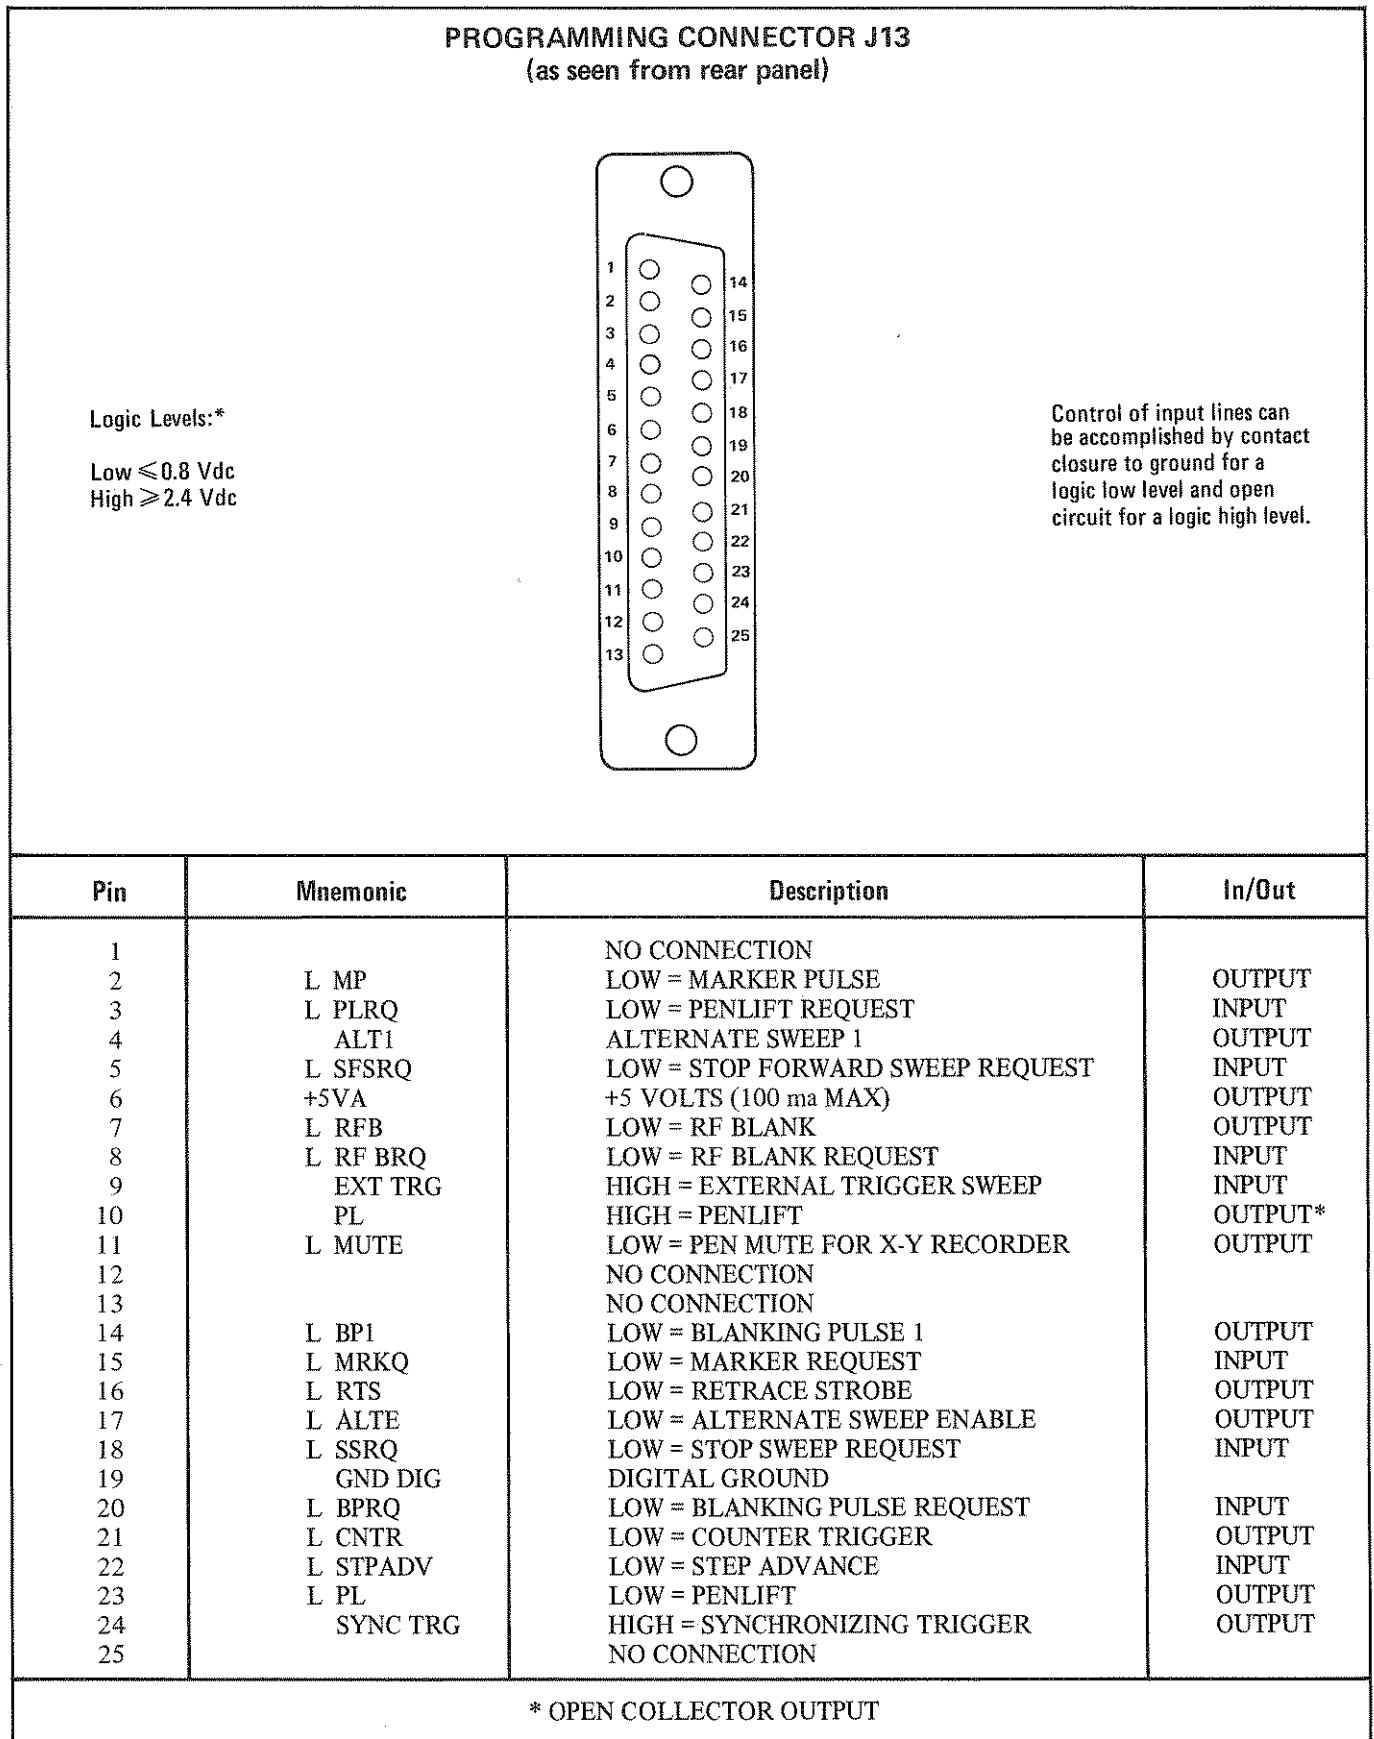 PROGRAMMING CONNECTOR J13
(as seen from rear panel)
1
14
2
15
3
16
4
17
5
18
6
19
7
20
8
21
9
22
10
23
11
24
12
25
13
Logic Levels:*
Low ⩽0.8 Vdc
High ⩾2.4 Vdc
Control of input lines can
be accomplished by contact
closure to ground for a
logic low level and open
circuit for a logic high level.
Pin Mnemonic Description In/Out
1 NO CONNECTION
2 L MP LOW = MARKER PULSE OUTPUT
3 L PLRQ LOW = PENLIFT REQUEST INPUT
4 ALT1 ALTERNATE SWEEP 1 OUTPUT
5 L SFSRQ LOW = STOP FORWARD SWEEP REQUEST INPUT
6 +5VA +5 VOLTS (100 ma MAX) OUTPUT
7 L RFB LOW = RF BLANK OUTPUT
8 L RF BRQ LOW = RF BLANK REQUEST INPUT
9 EXT TRG HIGH = EXTERNAL TRIGGER SWEEP INPUT
10 PL HIGH = PENLIFT OUTPUT*
11 L MUTE LOW = PEN MUTE FOR X-Y RECORDER OUTPUT
12 NO CONNECTION
13 NO CONNECTION
14 L BP1 LOW = BLANKING PULSE 1 OUTPUT
15 L MRKQ LOW = MARKER REQUEST INPUT
16 L RTS LOW = RETRACE STROBE OUTPUT
17 L ALTE LOW = ALTERNATE SWEEP ENABLE OUTPUT
18 L SSRQ LOW = STOP SWEEP REQUEST INPUT
19 GND DIG DIGITAL GROUND
20 L BPRQ LOW = BLANKING PULSE REQUEST INPUT
21 L CNTR LOW = COUNTER TRIGGER OUTPUT
22 L STPADV LOW = STEP ADVANCE INPUT
23 L PL LOW = PENLIFT OUTPUT
24 SYNC TRG HIGH = SYNCHRONIZING TRIGGER OUTPUT
25 NO CONNECTION
* OPEN COLLECTOR OUTPUT